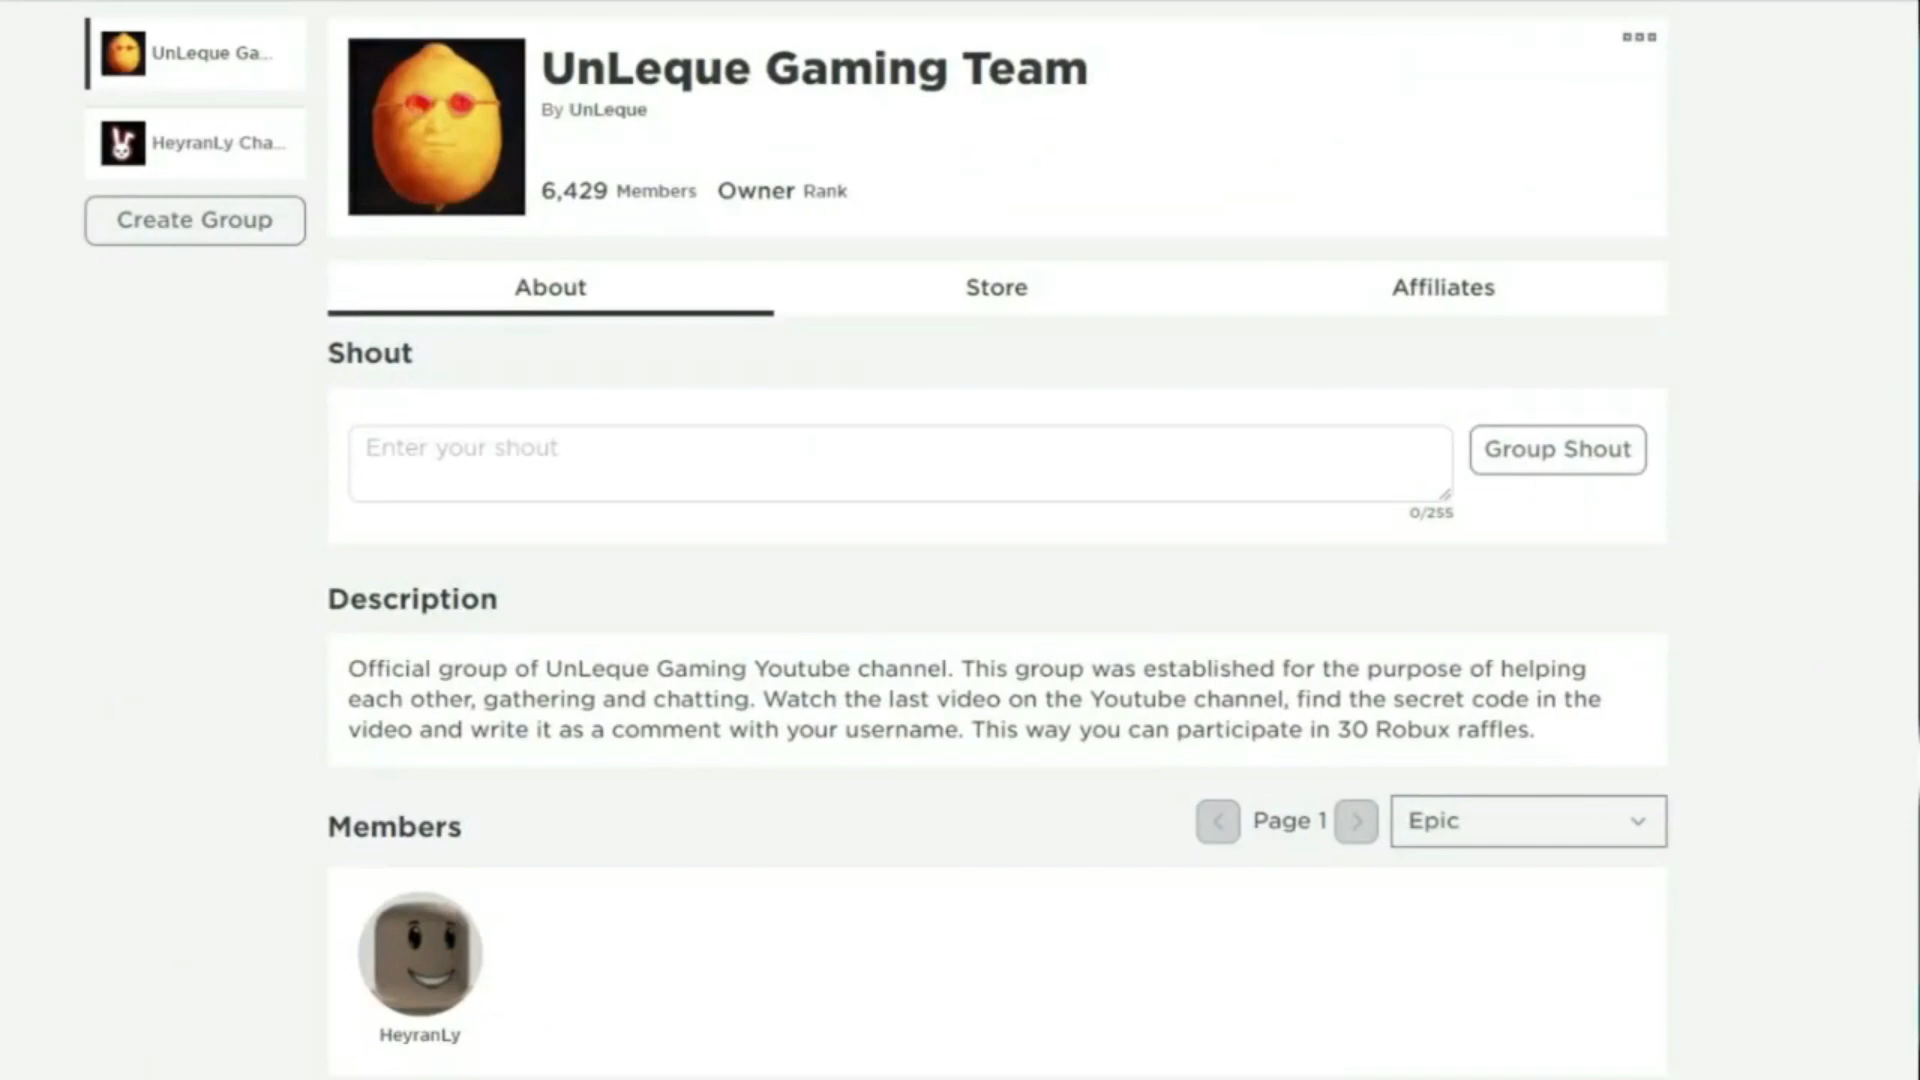 UnLeque Ga...
HeyranLy Cha...
Create Group
UnLeque Gaming Team
By UnLeque
6,429 Members Owner Rank
About Store Affiliates
Shout
Enter your shout
Group Shout
0/255
Description
Official group of UnLeque Gaming Youtube channel. This group was established for the purpose of helping
each other, gathering and chatting. Watch the last video on the Youtube channel, find the secret code in the
video and write it as a comment with your username. This way you can participate in 30 Robux raffles.
Members
Page 1
Epic
HeyranLy